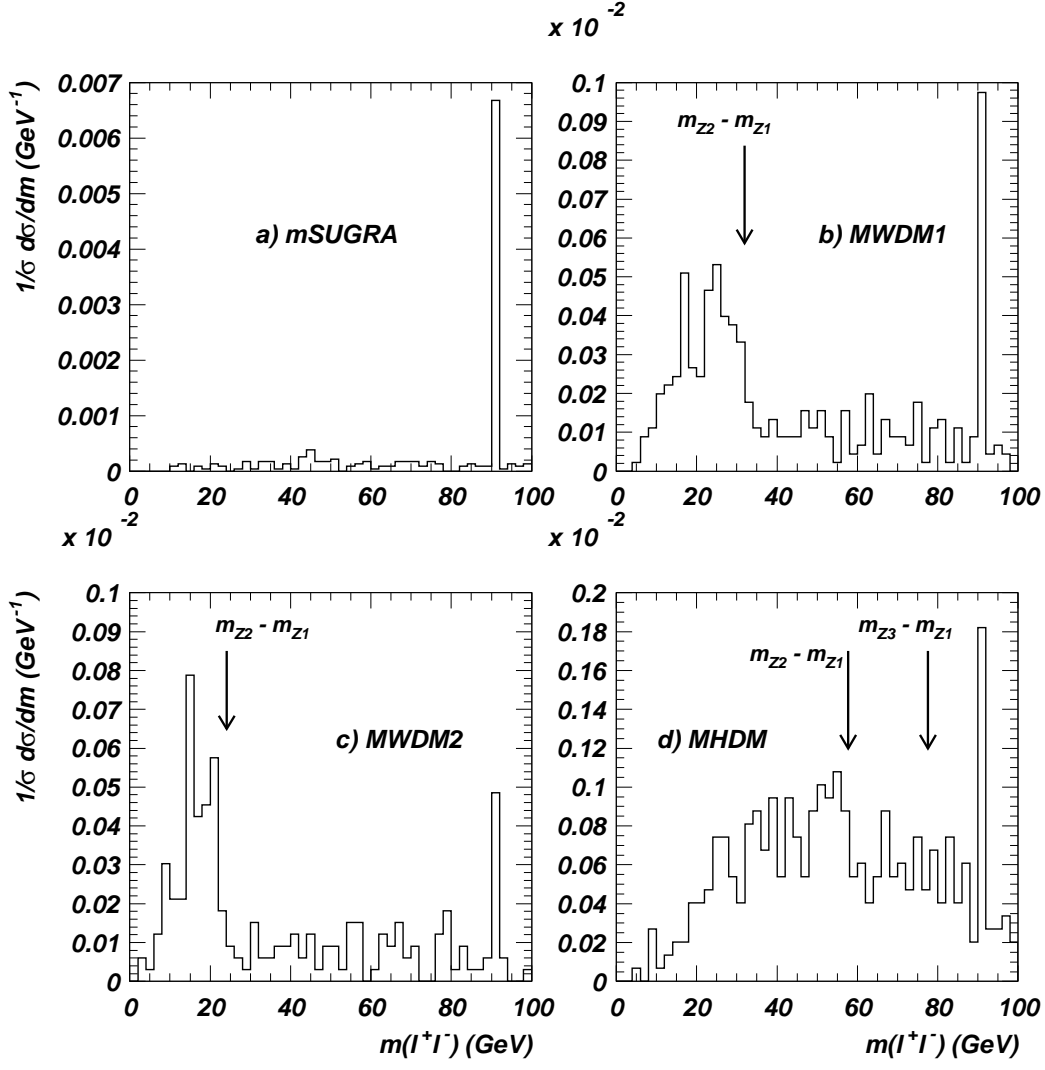 x 10^-2
1/σ dσ/dm (GeV^-1)
0.007
0.006
0.005
0.004
0.003
0.002
0.001
0
a) mSUGRA
0 20 40 60 80 100
0.1
0.09
0.08
0.07
0.06
0.05
0.04
0.03
0.02
0.01
0
m_Z2 - m_Z1
b) MWDM1
0 20 40 60 80 100
x 10^-2
1/σ dσ/dm (GeV^-1)
0.1
0.09
0.08
0.07
0.06
0.05
0.04
0.03
0.02
0.01
0
m_Z2 - m_Z1
c) MWDM2
0 20 40 60 80 100
m(l^+l^-) (GeV)
x 10^-2
0.2
0.18
0.16
0.14
0.12
0.1
0.08
0.06
0.04
0.02
0
m_Z3 - m_Z1
m_Z2 - m_Z1
d) MHDM
0 20 40 60 80 100
m(l^+l^-) (GeV)